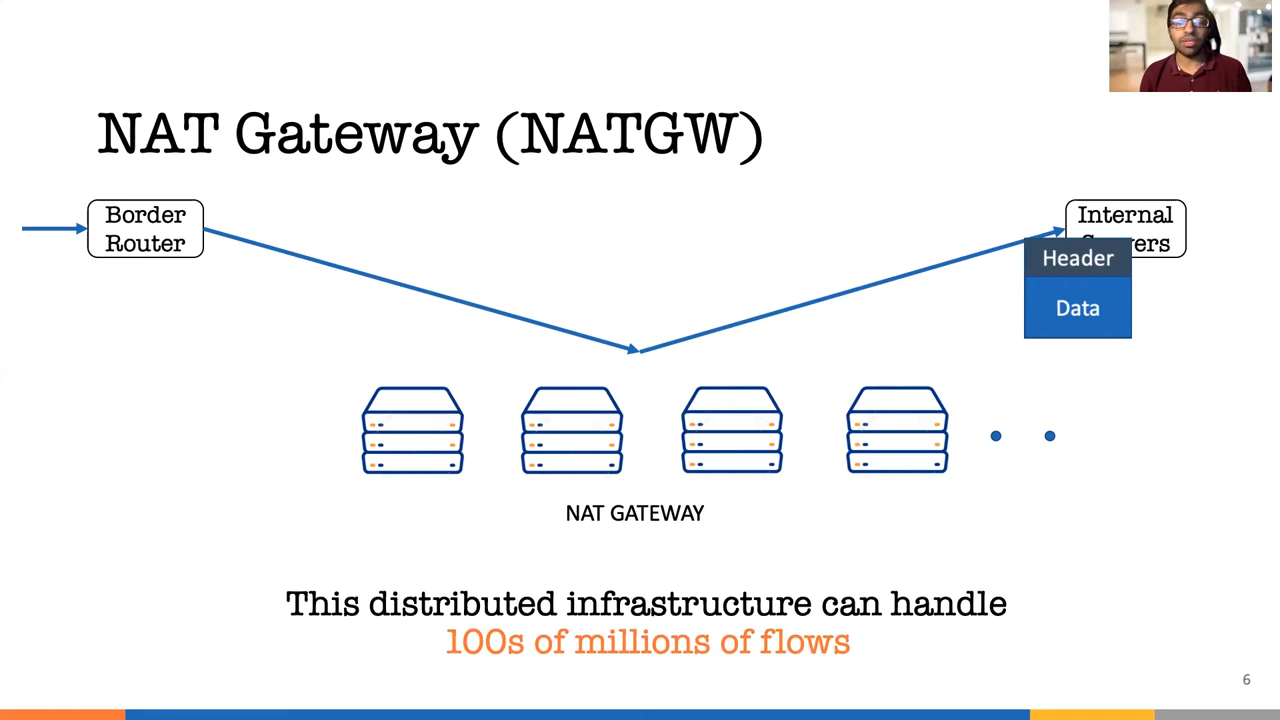 NAT Gateway (NATGW)
Border
Router
Internal
Header
Data
NAT GATEWAY
This distributed infrastructure can handle
100s of millions of flows
6